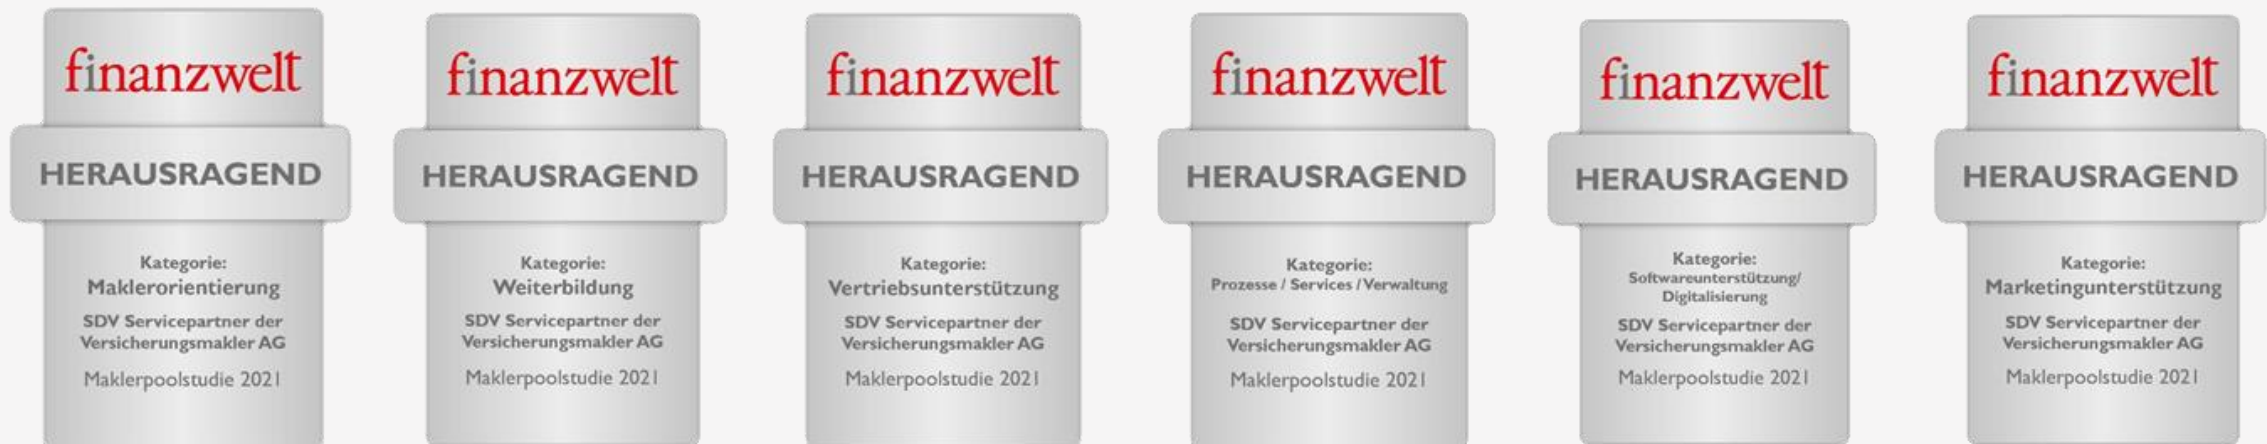 finanzwelt
HERAUSRAGEND
Kategorie:
Maklerorientierung
SDV Servicepartner der
Versicherungsmakler AG
Maklerpoolstudie 2021
finanzwelt
HERAUSRAGEND
Kategorie:
Weiterbildung
SDV Servicepartner der
Versicherungsmakler AG
Maklerpoolstudie 2021
finanzwelt
HERAUSRAGEND
Kategorie:
Vertriebsunterstützung
SDV Servicepartner der
Versicherungsmakler AG
Maklerpoolstudie 2021
finanzwelt
HERAUSRAGEND
Kategorie:
Prozesse / Services / Verwaltung
SDV Servicepartner der
Versicherungsmakler AG
Maklerpoolstudie 2021
finanzwelt
HERAUSRAGEND
Kategorie:
Softwareunterstützung/
Digitalisierung
SDV Servicepartner der
Versicherungsmakler AG
Maklerpoolstudie 2021
finanzwelt
HERAUSRAGEND
Kategorie:
Marketingunterstützung
SDV Servicepartner der
Versicherungsmakler AG
Maklerpoolstudie 2021